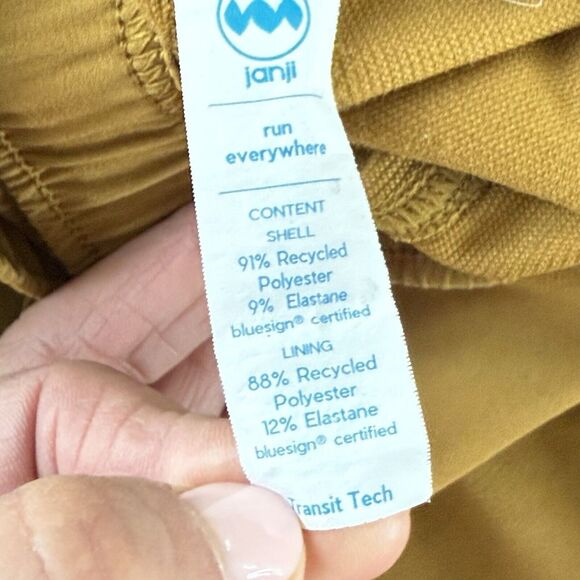 janji
run
everywhere
CONTENT
SHELL
91% Recycled
Polyester
9% Elastane
bluesign® certified
LINING
88% Recycled
Polyester
12% Elastane
bluesign® certified
Transit Tech